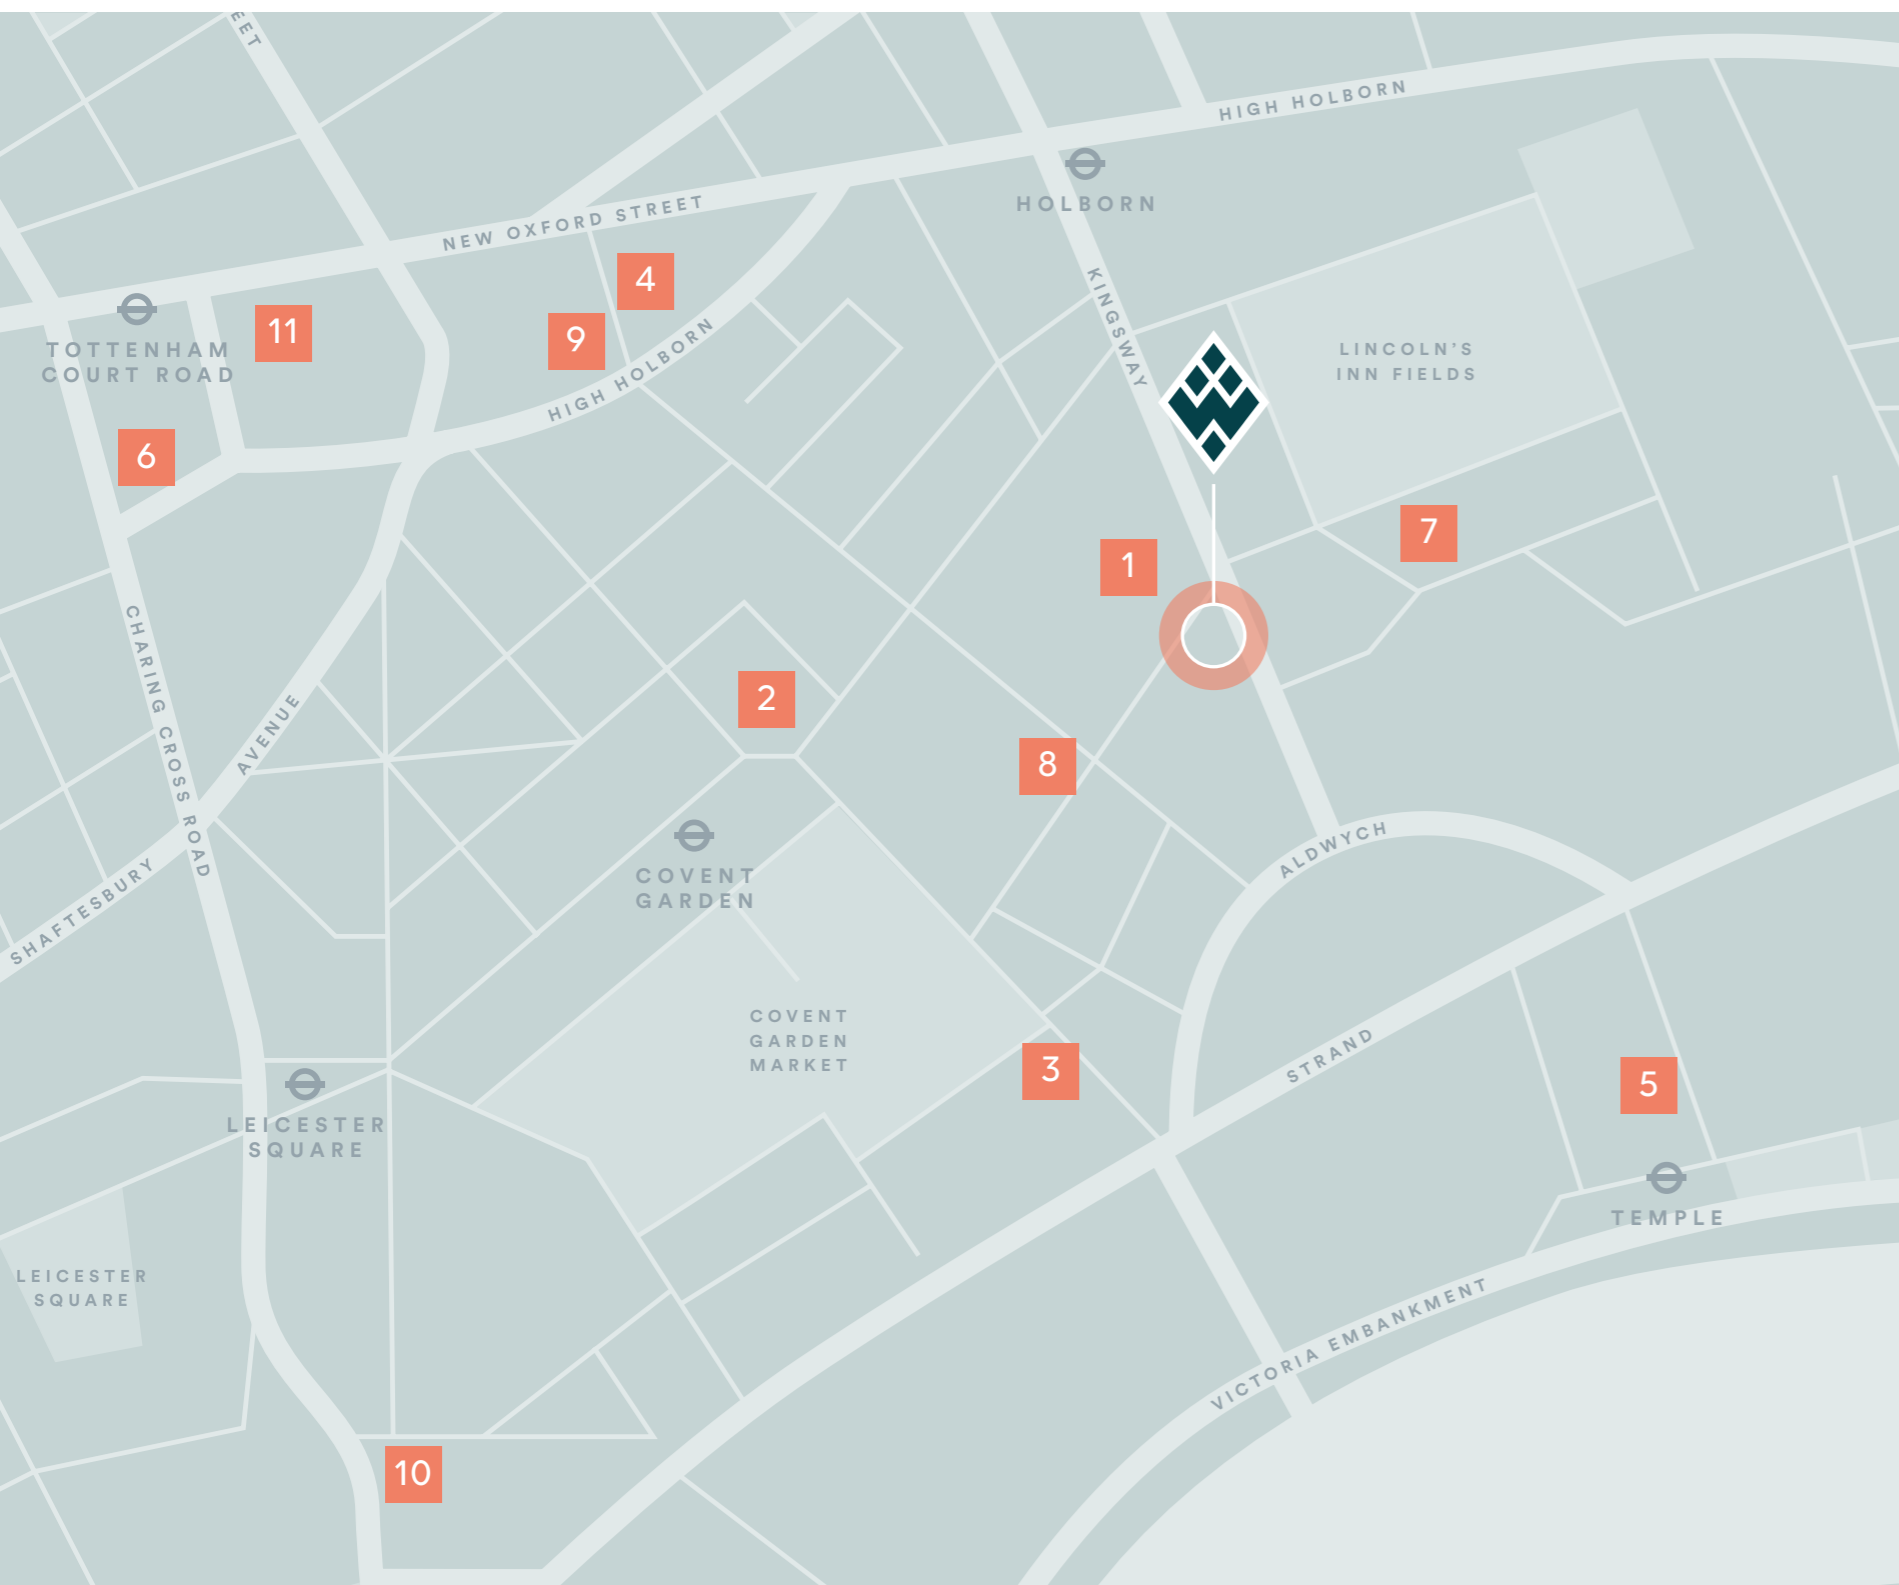 EET
HIGH HOLBORN
HOLBORN
NEW OXFORD STREET
4
11
9
TOTTENHAM
COURT ROAD
HIGH HOLBORN
KINGSWAY
LINCOLN'S
INN FIELDS
6
7
1
CHARING CROSS ROAD
2
AVENUE
8
SHAFTESBURY
COVENT
GARDEN
ALDWYCH
COVENT
GARDEN
MARKET
3
STRAND
5
LEICESTER
SQUARE
TEMPLE
LEICESTER
SQUARE
VICTORIA EMBANKMENT
10